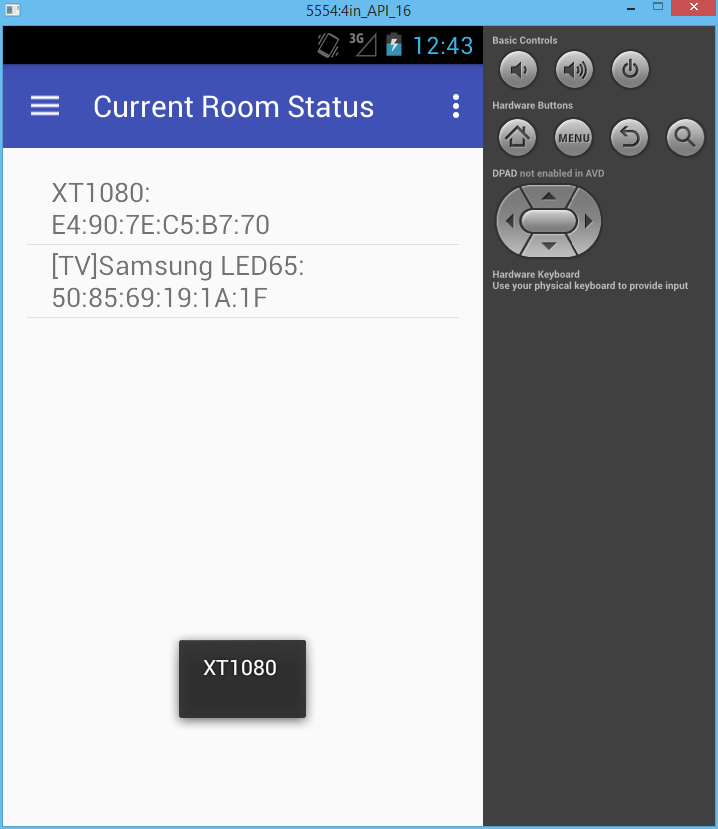 5554:4in_API_16
3G 12:43
Current Room Status
XT1080:
E4:90:7E:C5:B7:70
[TV]Samsung LED65:
50:85:69:19:1A:1F
XT1080
Basic Controls
Hardware Buttons
MENU
DPAD not enabled in AVD
Hardware Keyboard
Use your physical keyboard to provide input